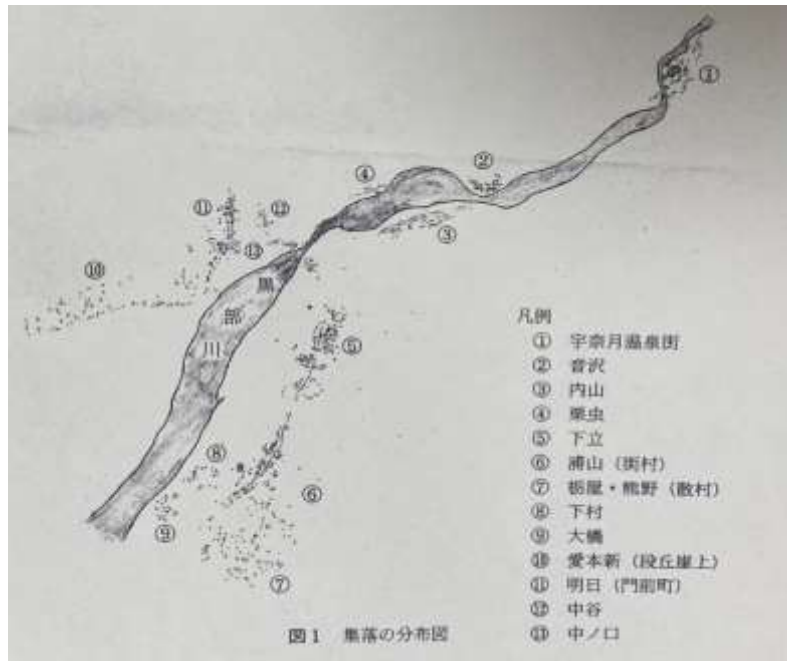 ①
②
④
③
⑪
⑫
⑬
⑩
黒
部
川
⑤
⑧
⑥
⑨
⑦
凡例
① 宇奈月温泉街
② 音沢
③ 内山
④ 栗虫
⑤ 下立
⑥ 浦山（街村）
⑦ 栃屋・熊野（散村）
⑧ 下村
⑨ 大橋
⑩ 愛本新（段丘崖上）
⑪ 明日（門前町）
⑫ 中谷
⑬ 中ノ口
図1 集落の分布図